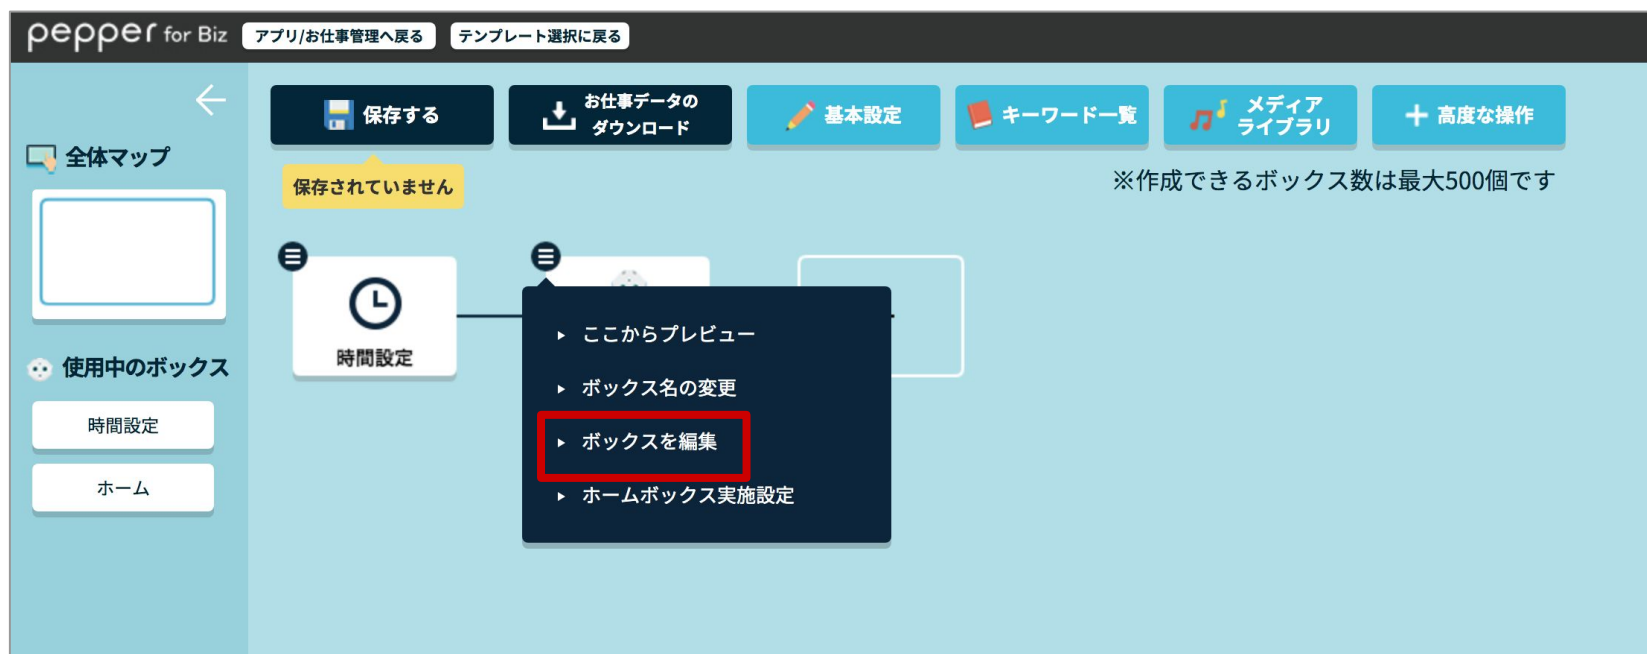 pepper for Biz アプリ/お仕事管理へ戻る テンプレート選択に戻る
保存する
お仕事データの
ダウンロード
基本設定
キーワード一覧
メディア
ライブラリ
高度な操作
保存されていません
※作成できるボックス数は最大500個です
全体マップ
使用中のボックス
時間設定
ホーム
時間設定
ここからプレビュー
ボックス名の変更
ボックスを編集
ホームボックス実施設定